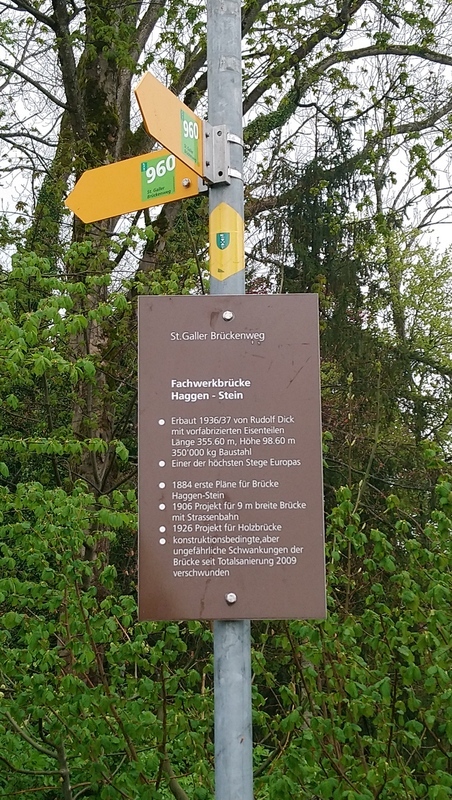 960
960
St. Galler
Brückenweg
St.Galler Brückenweg
Fachwerkbrücke
Haggen - Stein
Erbaut 1936/37 von Rudolf Dick
mit vorfabrizierten Eisenteilen
Länge 355.60 m, Höhe 98.60 m
350'000 kg Baustahl
Einer der höchsten Stege Europas
1884 erste Pläne für Brücke
Haggen-Stein
1906 Projekt für 9 m breite Brücke
mit Strassenbahn
1926 Projekt für Holzbrücke
konstruktionsbedingte,aber
ungefährliche Schwankungen der
Brücke seit Totalsanierung 2009
verschwunden